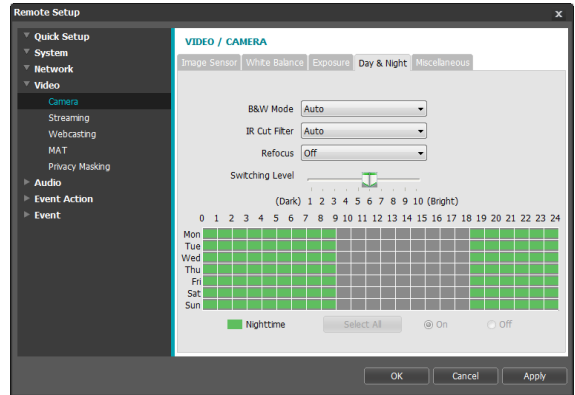 Remote Setup x
Quick Setup
System
Network
Video
Camera
Streaming
Webcasting
MAT
Privacy Masking
Audio
Event Action
Event
VIDEO / CAMERA
Image Sensor White Balance Exposure Day & Night Miscellaneous
B&W Mode Auto
IR Cut Filter Auto
Refocus Off
Switching Level
(Dark) 1 2 3 4 5 6 7 8 9 10 (Bright)
0 1 2 3 4 5 6 7 8 9 10 11 12 13 14 15 16 17 18 19 20 21 22 23 24
Mon
Tue
Wed
Thu
Fri
Sat
Sun
Nighttime Select All On Off
OK Cancel Apply